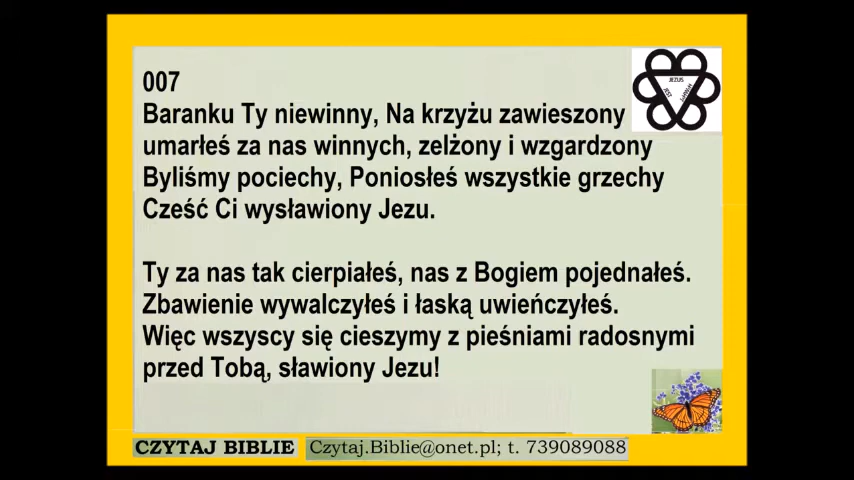 007
Baranku Ty niewinny, Na krzyżu zawieszony
umarłeś za nas winnych, zelżony i wzgardzony
Byliśmy pociechy, Poniosłeś wszystkie grzechy
Cześć Ci wysławiony Jezu.
Ty za nas tak cierpiałeś, nas z Bogiem pojednałeś.
Zbawienie wywalczyłeś i łaską uwieńczyłeś.
Więc wszyscy się cieszymy z pieśniami radosnymi
przed Tobą, sławiony Jezu!
JEZUS
JEST
CZYTAJ BIBLIE
Czytaj.Biblie@onet.pl; t. 739089088